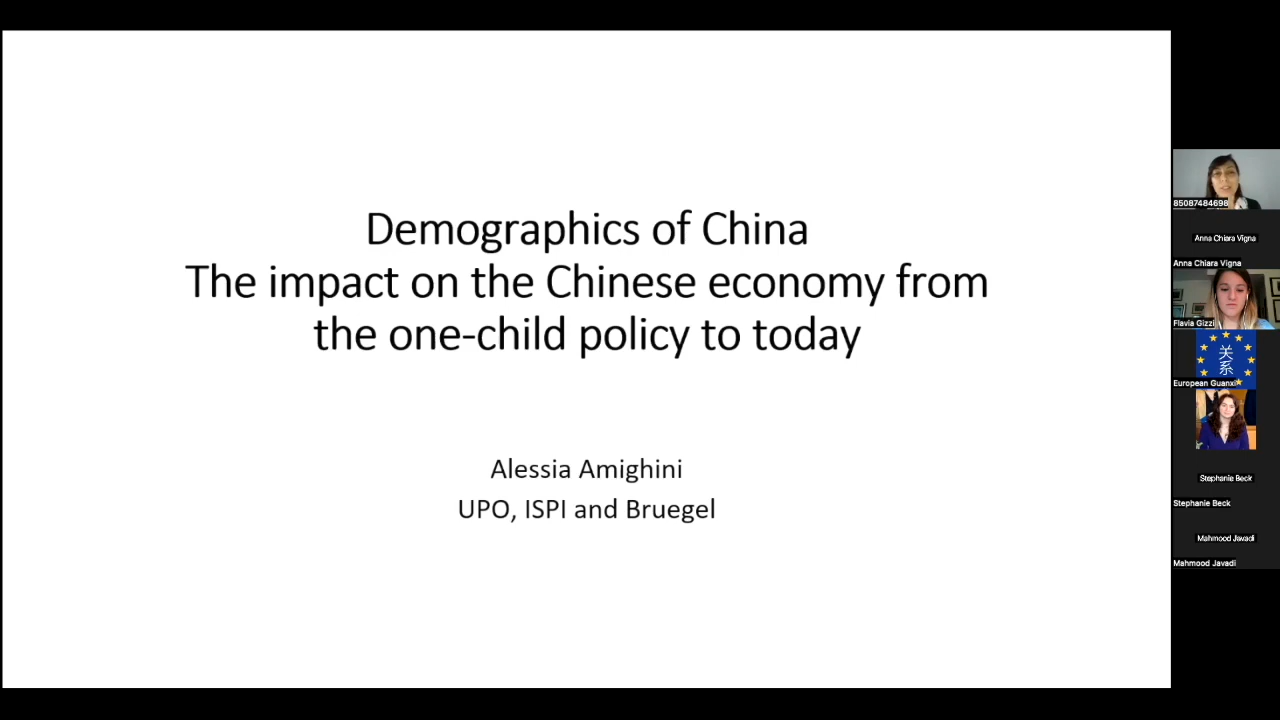 Demographics of China
The impact on the Chinese economy from
the one-child policy to today
Alessia Amighini
UPO, ISPI and Bruegel
85087484698
Anna Chiara Vigna
Anna Chiara Vigna
Flavia Gizzi
关
系
European Guanxi
Stephanie Beck
Stephanie Beck
Mahmood Javadi
Mahmood Javadi